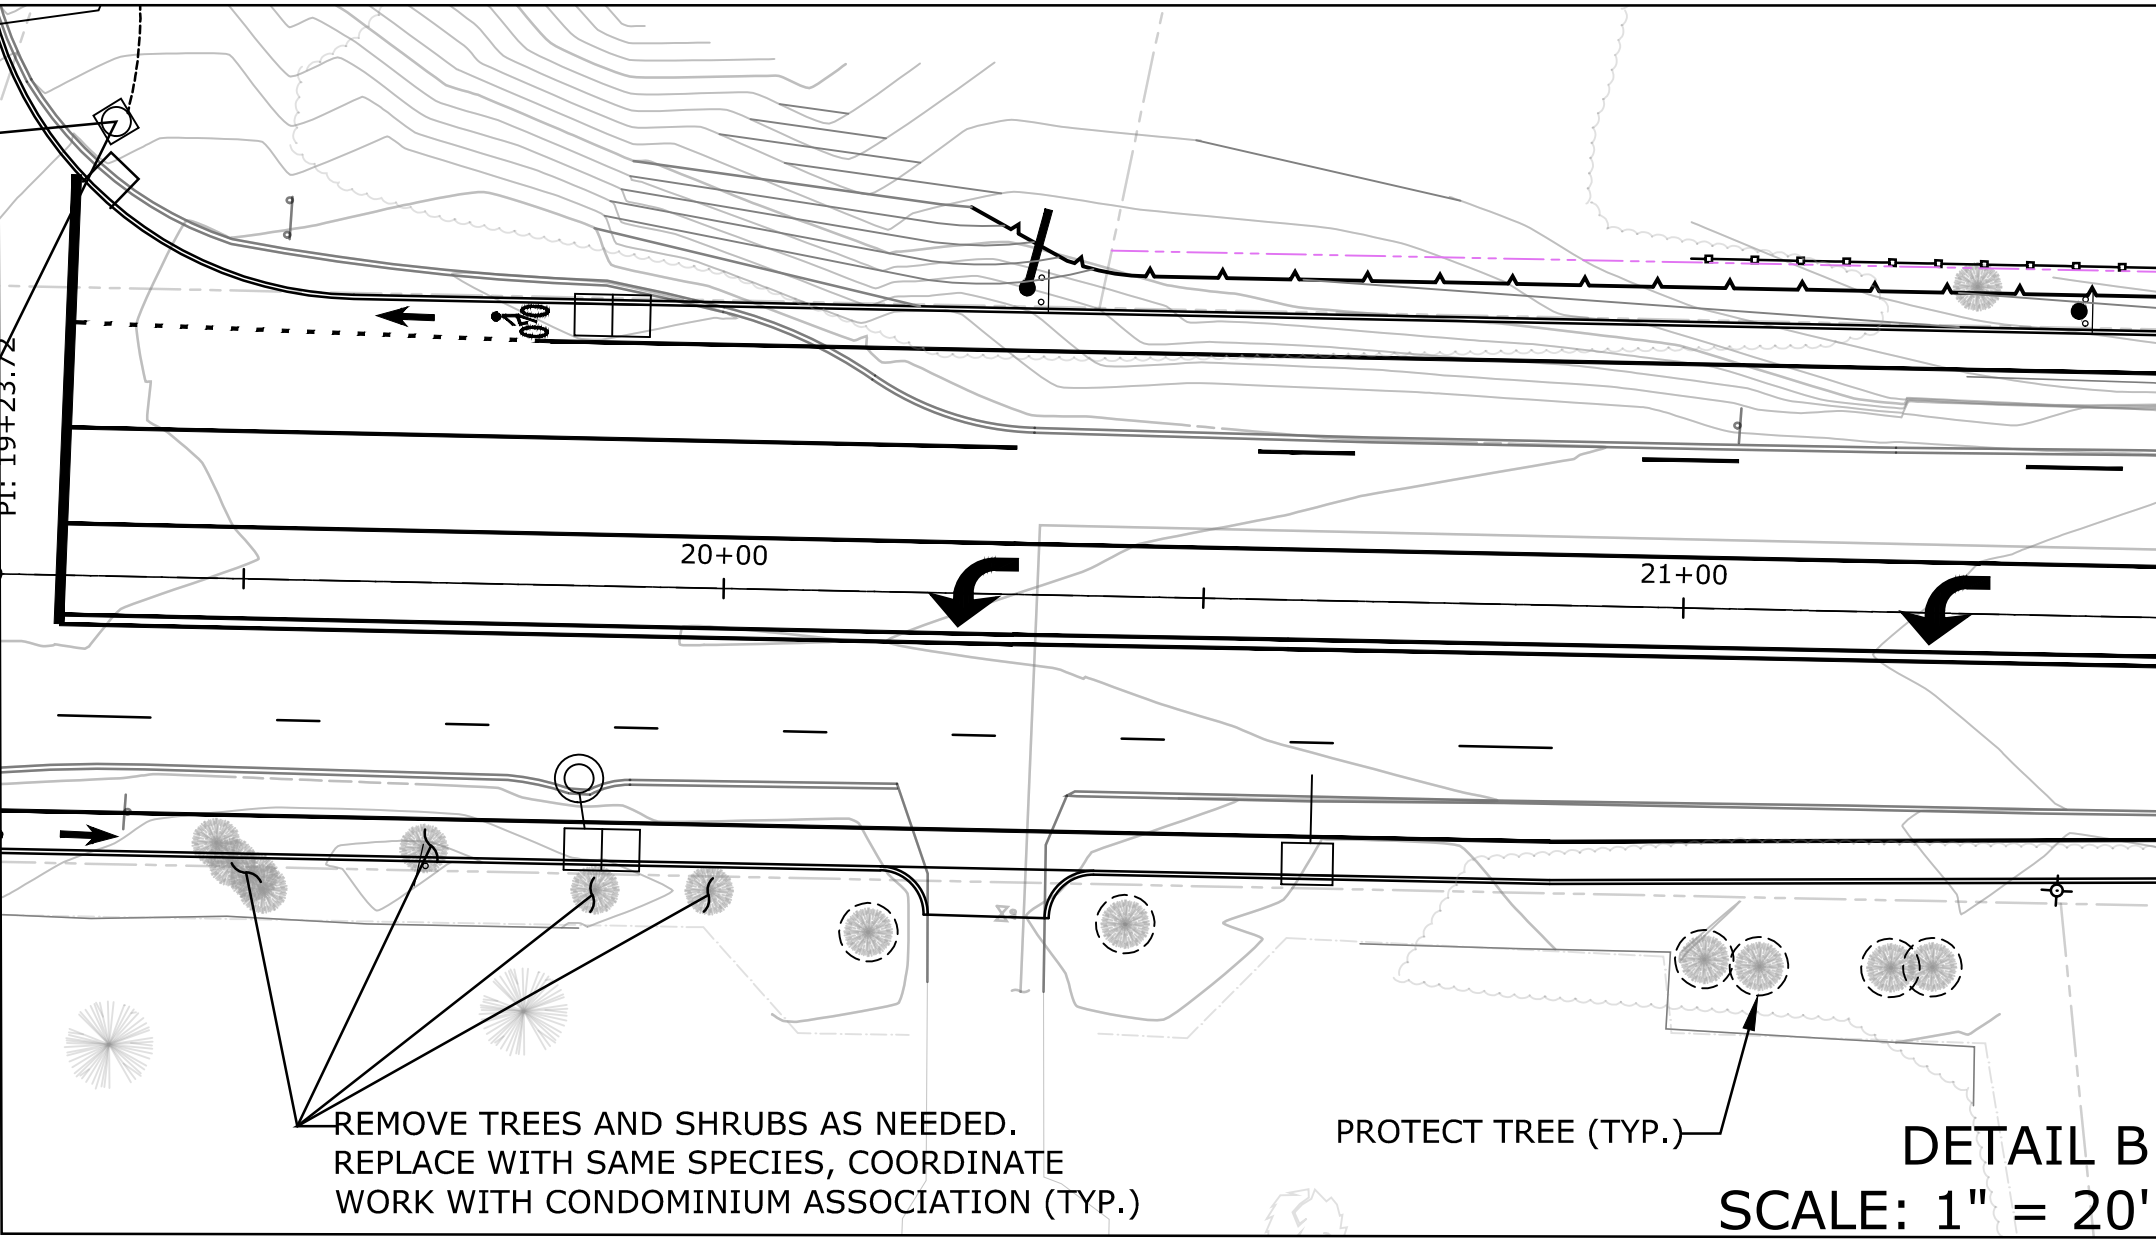 PI: 19+23.72
20+00
21+00
REMOVE TREES AND SHRUBS AS NEEDED.
REPLACE WITH SAME SPECIES, COORDINATE
WORK WITH CONDOMINIUM ASSOCIATION (TYP.)
PROTECT TREE (TYP.)
DETAIL B
SCALE: 1" = 20'